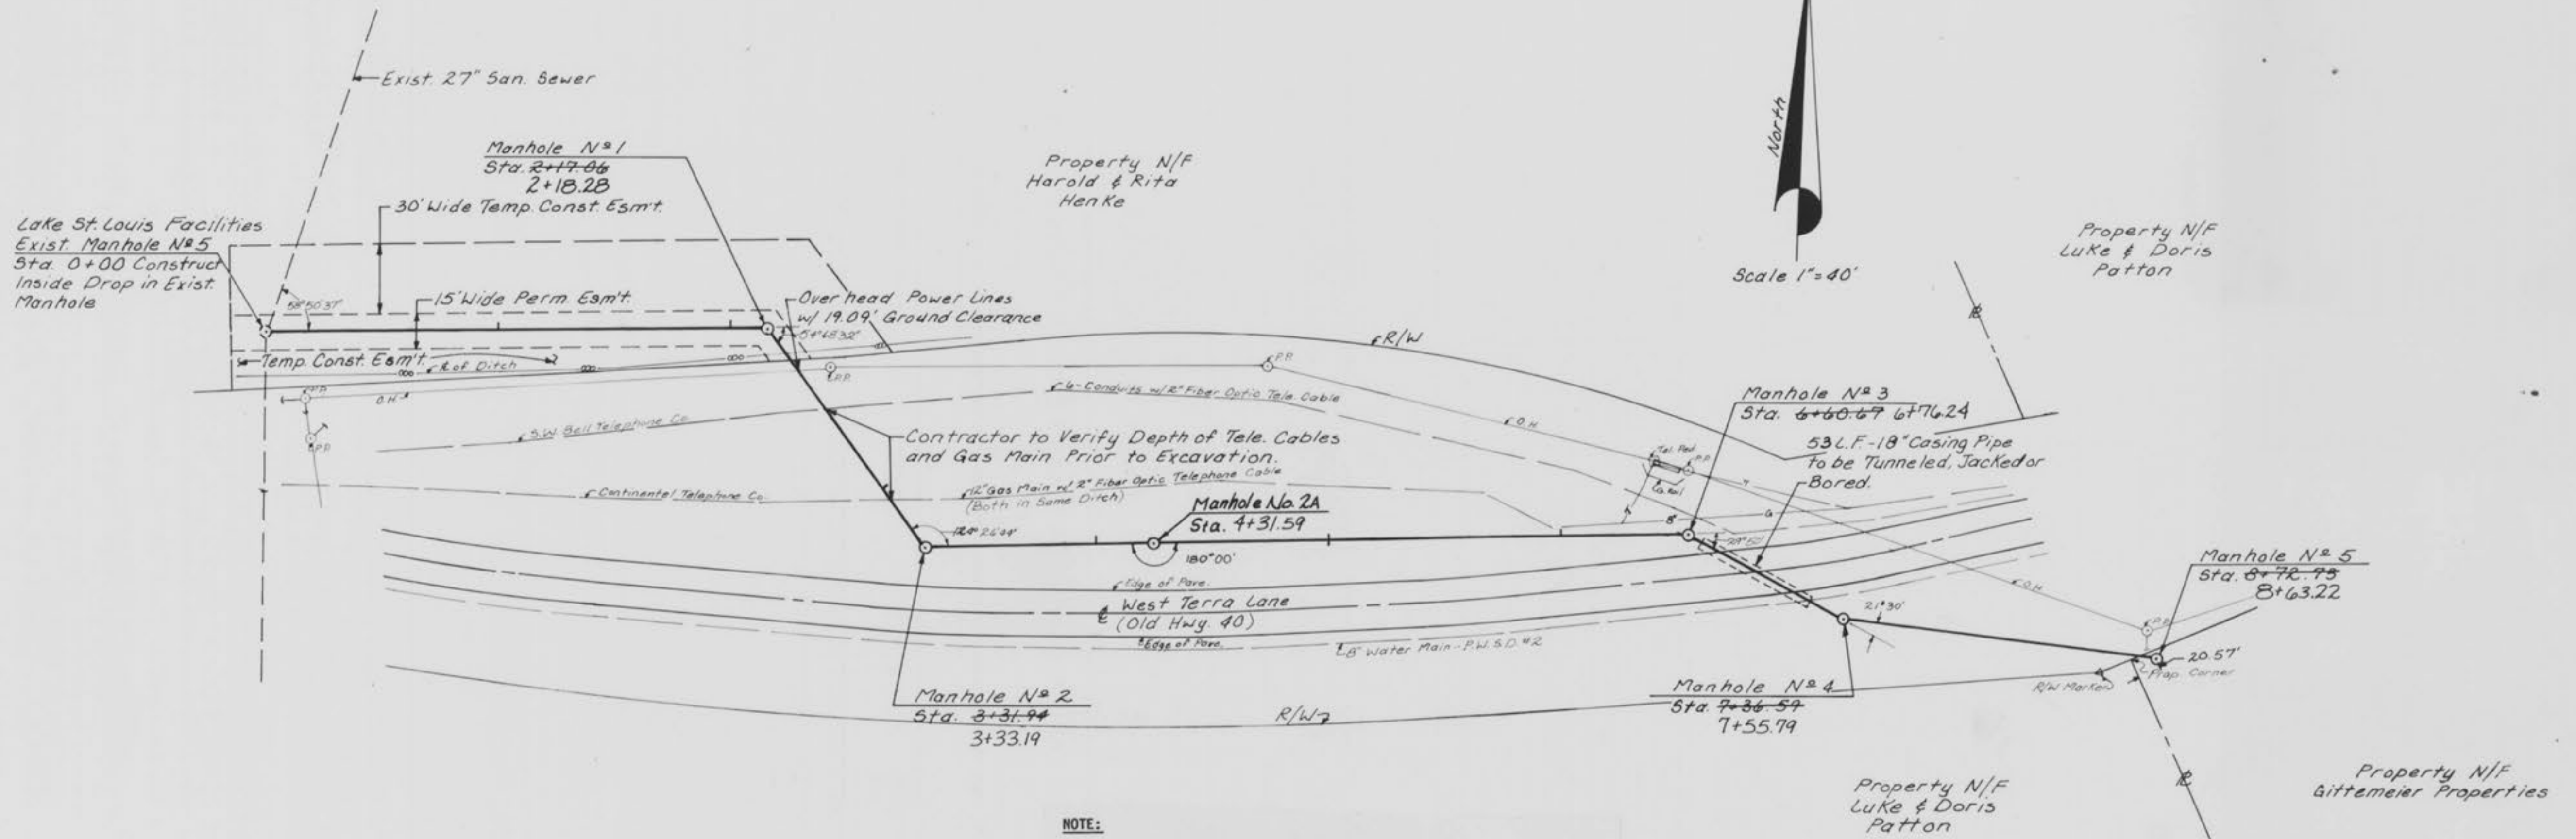 Exist. 27" San. Sewer
Manhole Nº 1
Sta. 2+17.06
2+18.28
30' Wide Temp. Const. Esm't.
Lake St. Louis Facilities
Exist. Manhole Nº 5
Sta. 0+00 Construct
Inside Drop in Exist.
Manhole
58°50'37"
15' Wide Perm. Esm't.
Over head Power Lines
w/ 19.09' Ground Clearance
54°48'32"
Temp. Const. Esm't.
℄ of Ditch
P.P.
O.H.
P.P.
P.P.
P.P.
Property N/F
Harold & Rita
Henke
North
Scale 1"=40'
Property N/F
Luke & Doris
Patton
R/W
6-Conduits w/ 2" Fiber Optic Tele. Cable
S.W. Bell Telephone Co.
Contractor to Verify Depth of Tele. Cables
and Gas Main Prior to Excavation.
Continental Telephone Co.
12" Gas Main w/ 2" Fiber Optic Telephone Cable
(Both in Same Ditch)
Manhole No. 2A
Sta. 4+31.59
180°00'
O.H.
Tel. Ped.
P.P.
Manhole Nº 3
Sta. 6+60.67 6+76.24
53 L.F.-18" Casing Pipe
to be Tunneled, Jacked or
Bored.
8"
G
Edge of Pave.
℄ West Terra Lane
(Old Hwy. 40)
Edge of Pave.
8" Water Main - P.W.S.D. #2
21°30'
O.H.
Manhole Nº 5
Sta. 8+72.75
8+63.22
P.P.
20.57'
Prop. Corner
R/W Marker
Manhole Nº 2
Sta. 3+31.94
3+33.19
R/W
Manhole Nº 4
Sta. 7+36.59
7+55.79
Property N/F
Luke & Doris
Patton
Property N/F
Gittemeier Properties
NOTE: